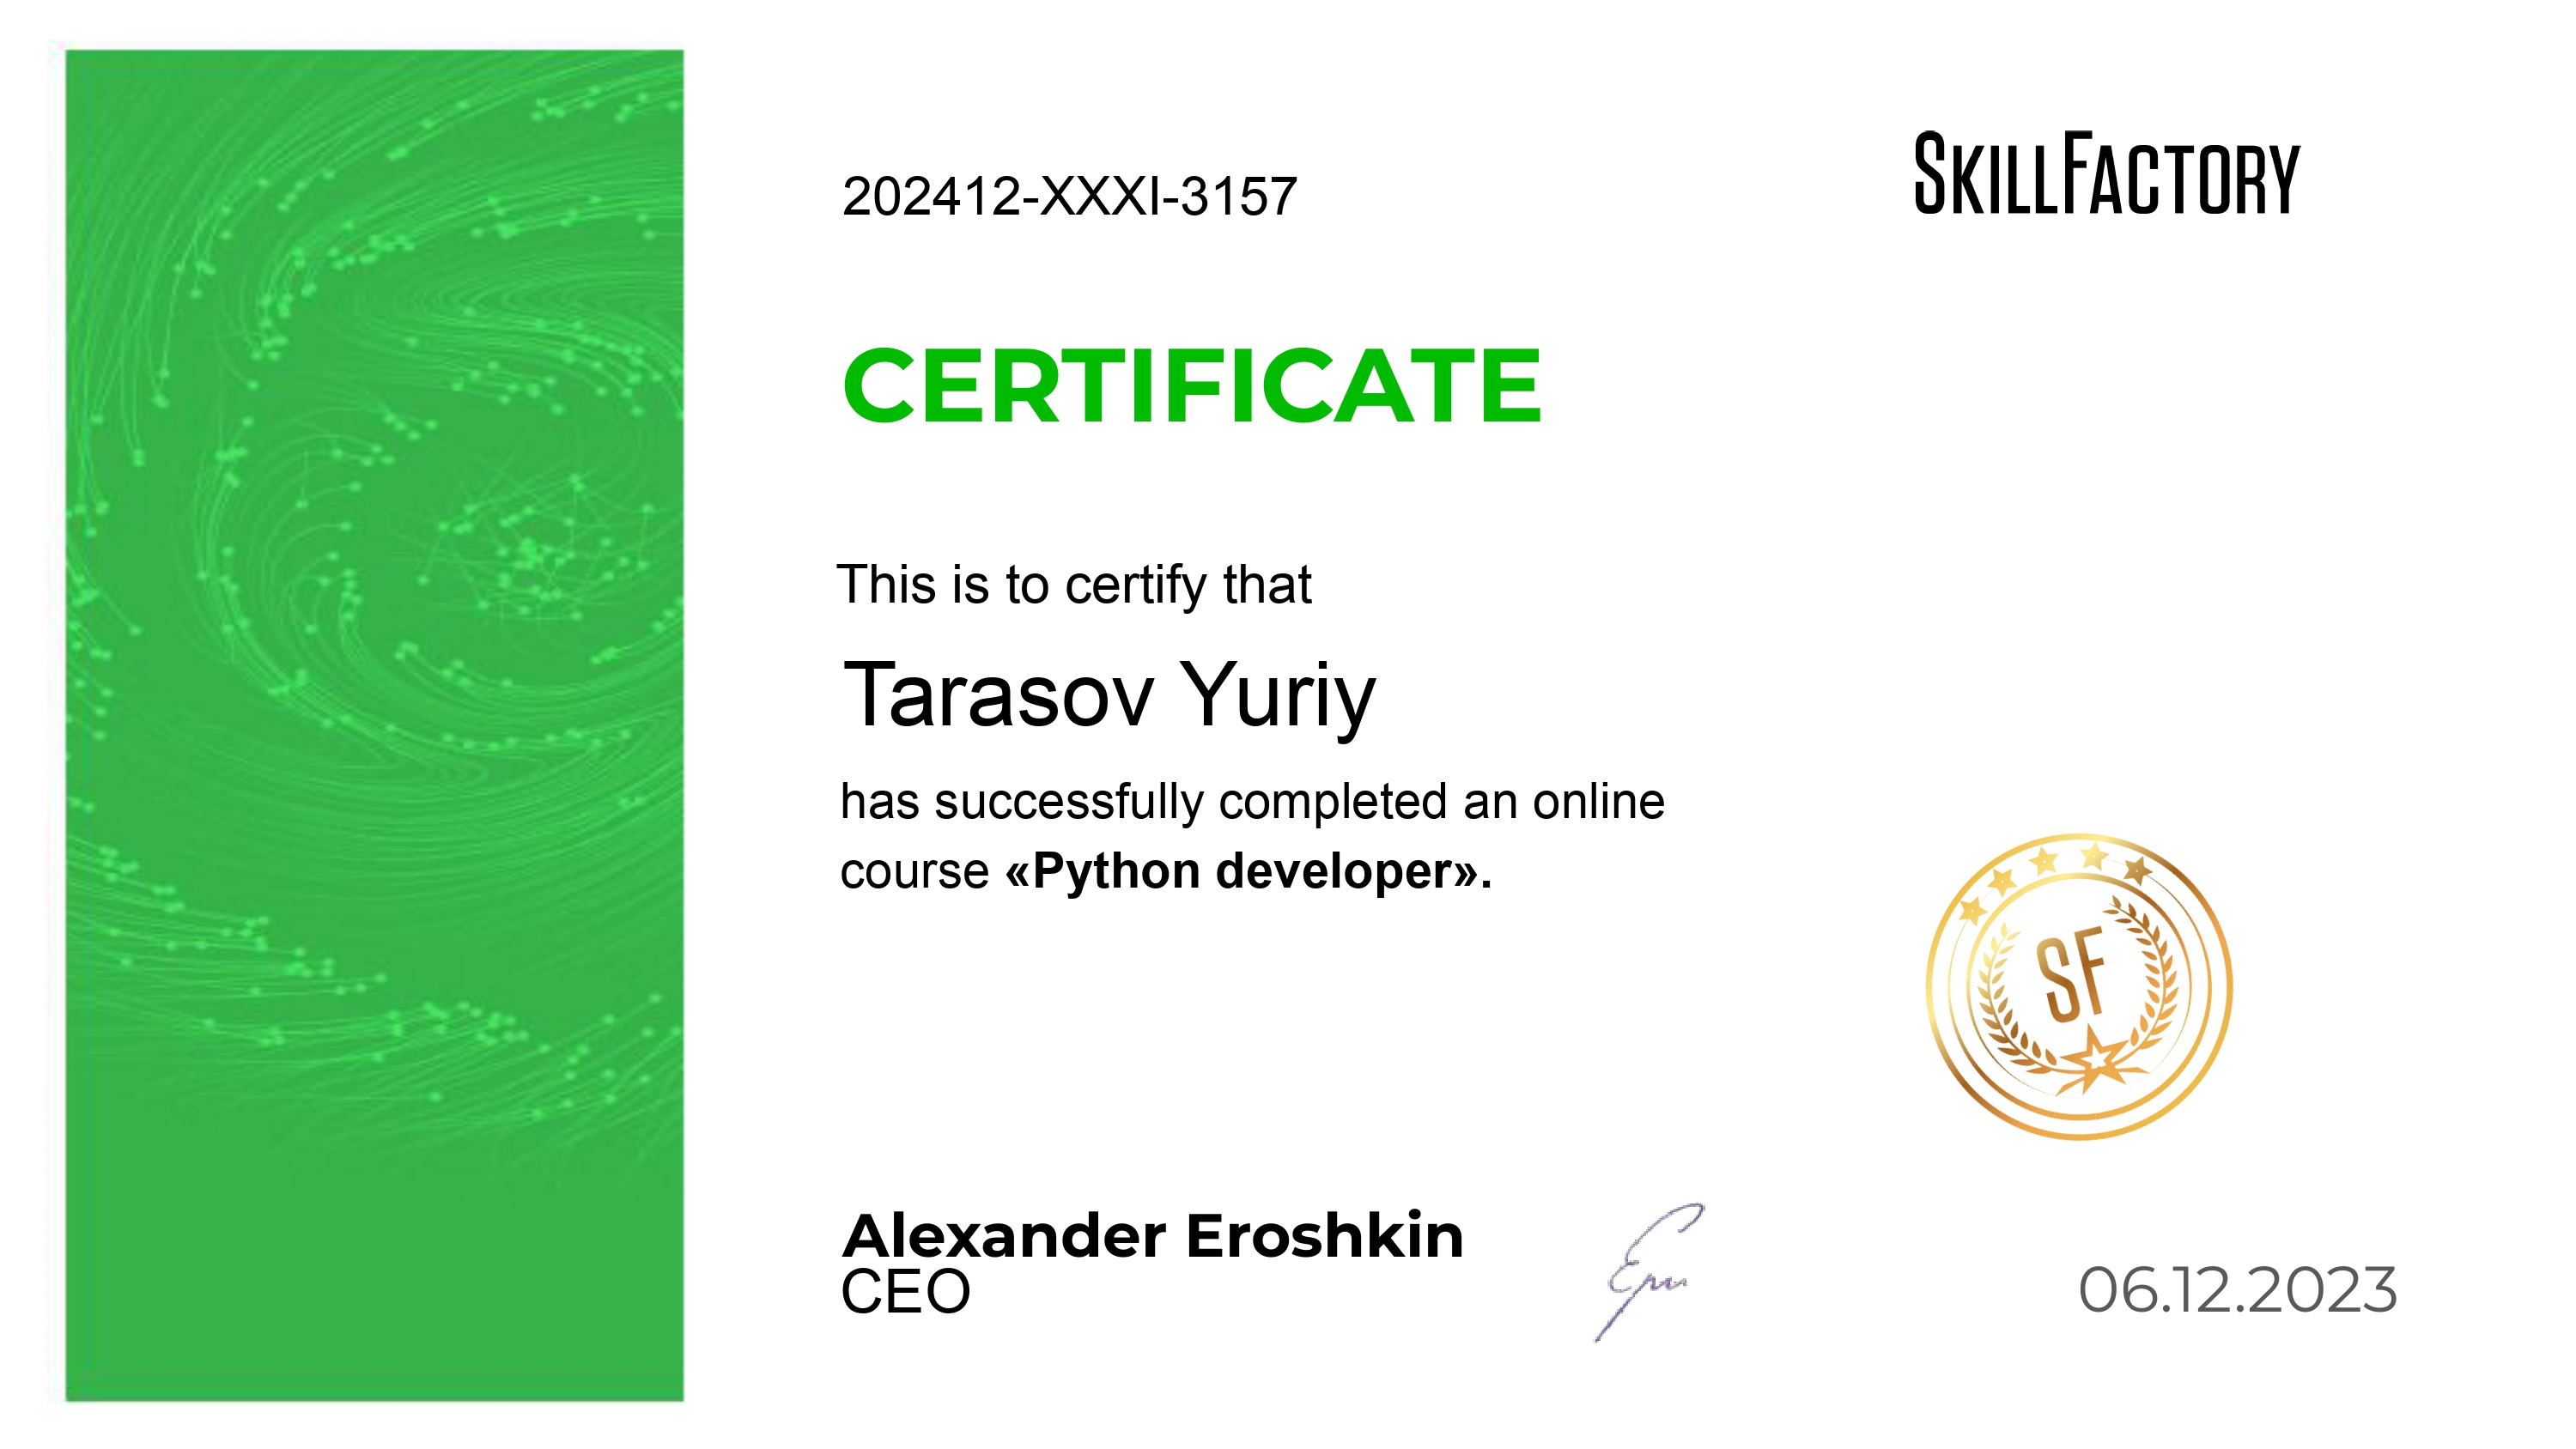 202412-XXXI-3157
SKILLFACTORY
CERTIFICATE
This is to certify that
Tarasov Yuriy
has successfully completed an online
course «Python developer».
SF
Alexander Eroshkin
CEO
06.12.2023